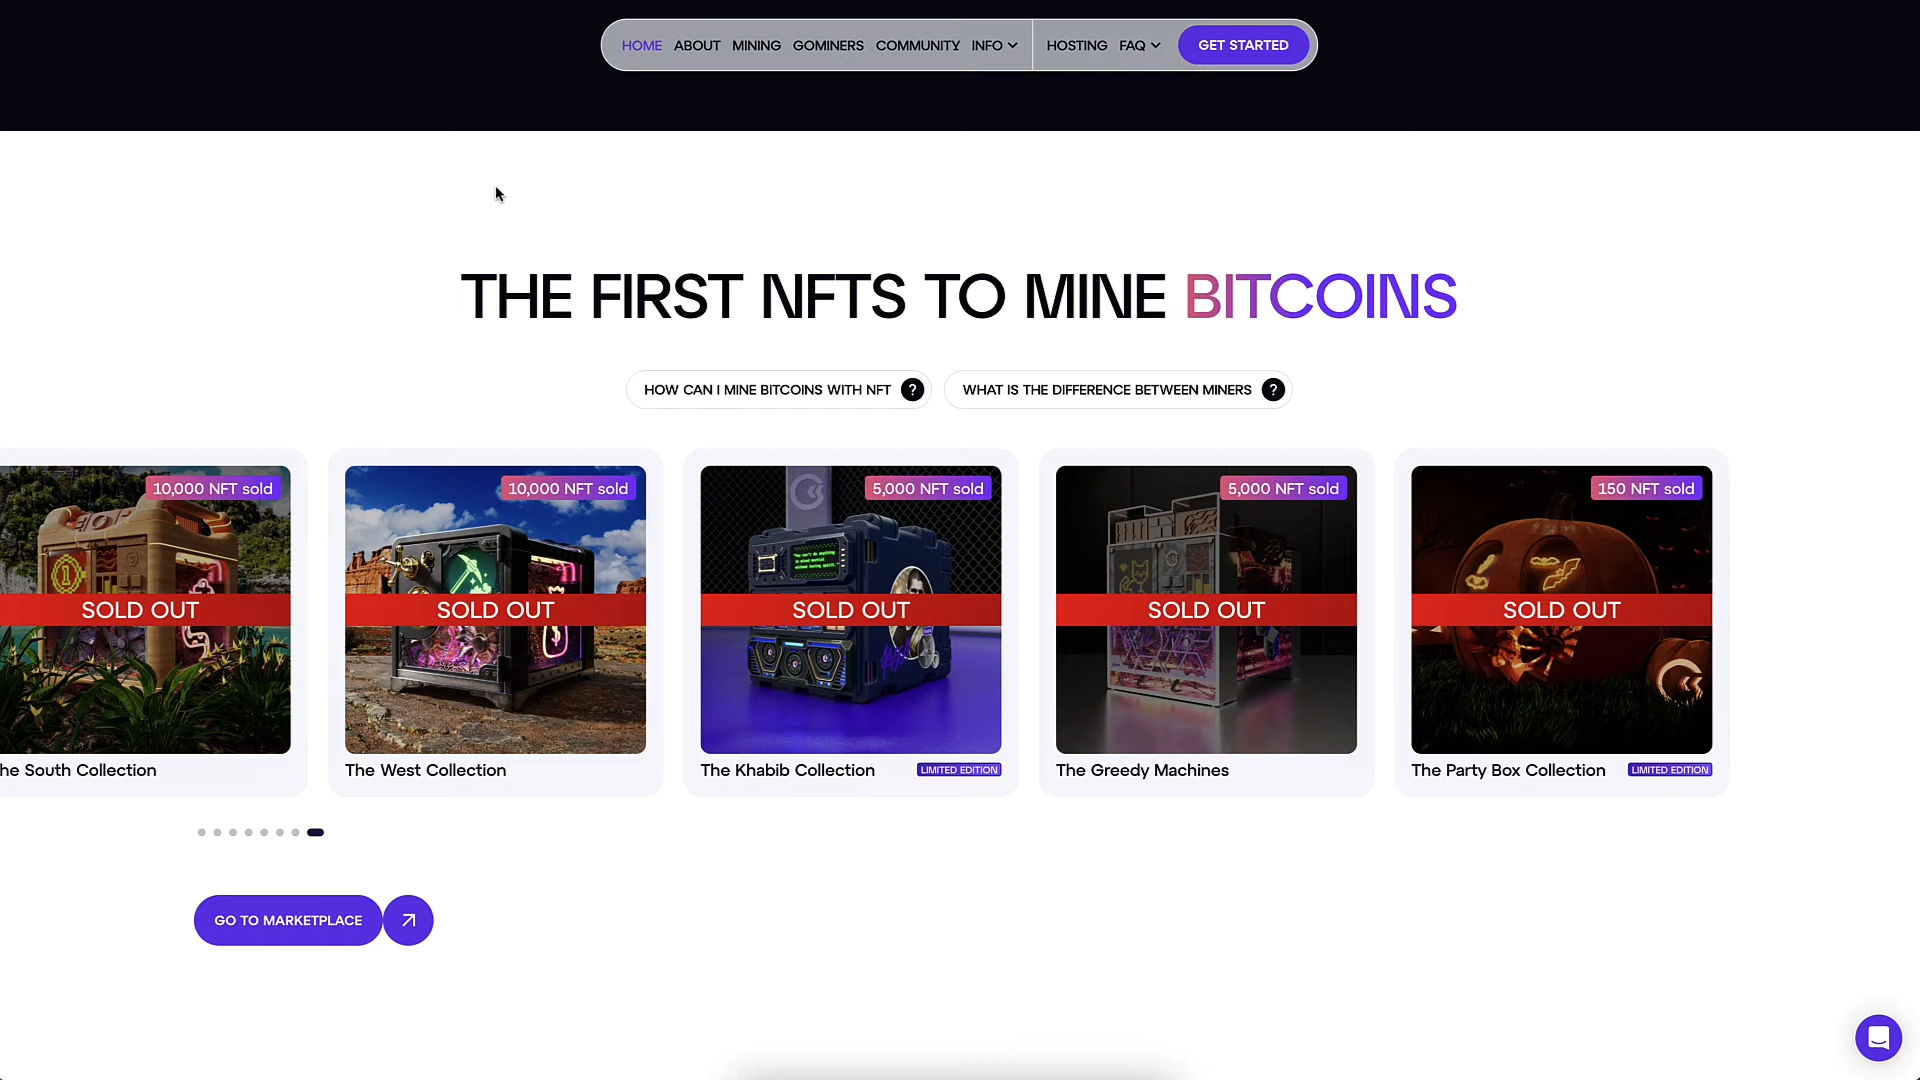 HOME ABOUT MINING GOMINERS COMMUNITY INFO HOSTING FAQ GET STARTED
THE FIRST NFTS TO MINE BITCOINS
HOW CAN I MINE BITCOINS WITH NFT ? WHAT IS THE DIFFERENCE BETWEEN MINERS ?
10,000 NFT sold
SOLD OUT
he South Collection
10,000 NFT sold
SOLD OUT
The West Collection
5,000 NFT sold
SOLD OUT
The Khabib Collection LIMITED EDITION
5,000 NFT sold
SOLD OUT
The Greedy Machines
150 NFT sold
SOLD OUT
The Party Box Collection LIMITED EDITION
GO TO MARKETPLACE